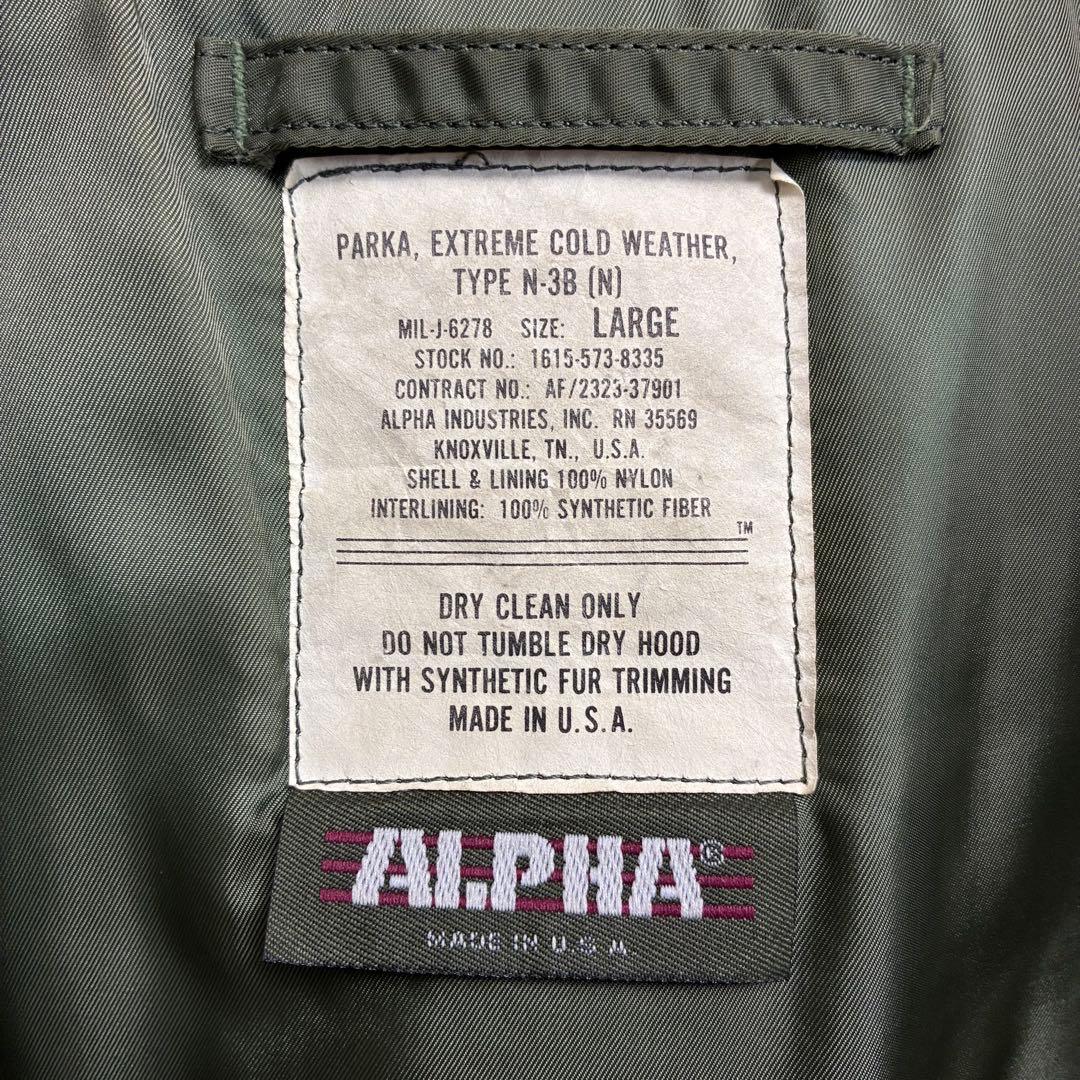 PARKA, EXTREME COLD WEATHER,
TYPE N-3B (N)
MIL-J-6278 SIZE: LARGE
STOCK NO.: 1615-573-8335
CONTRACT NO.: AF/2323-37901
ALPHA INDUSTRIES, INC. RN 35569
KNOXVILLE, TN., U.S.A.
SHELL & LINING 100% NYLON
INTERLINING: 100% SYNTHETIC FIBER
TM
DRY CLEAN ONLY
DO NOT TUMBLE DRY HOOD
WITH SYNTHETIC FUR TRIMMING
MADE IN U.S.A.
ALPHA®
MADE IN U.S.A.